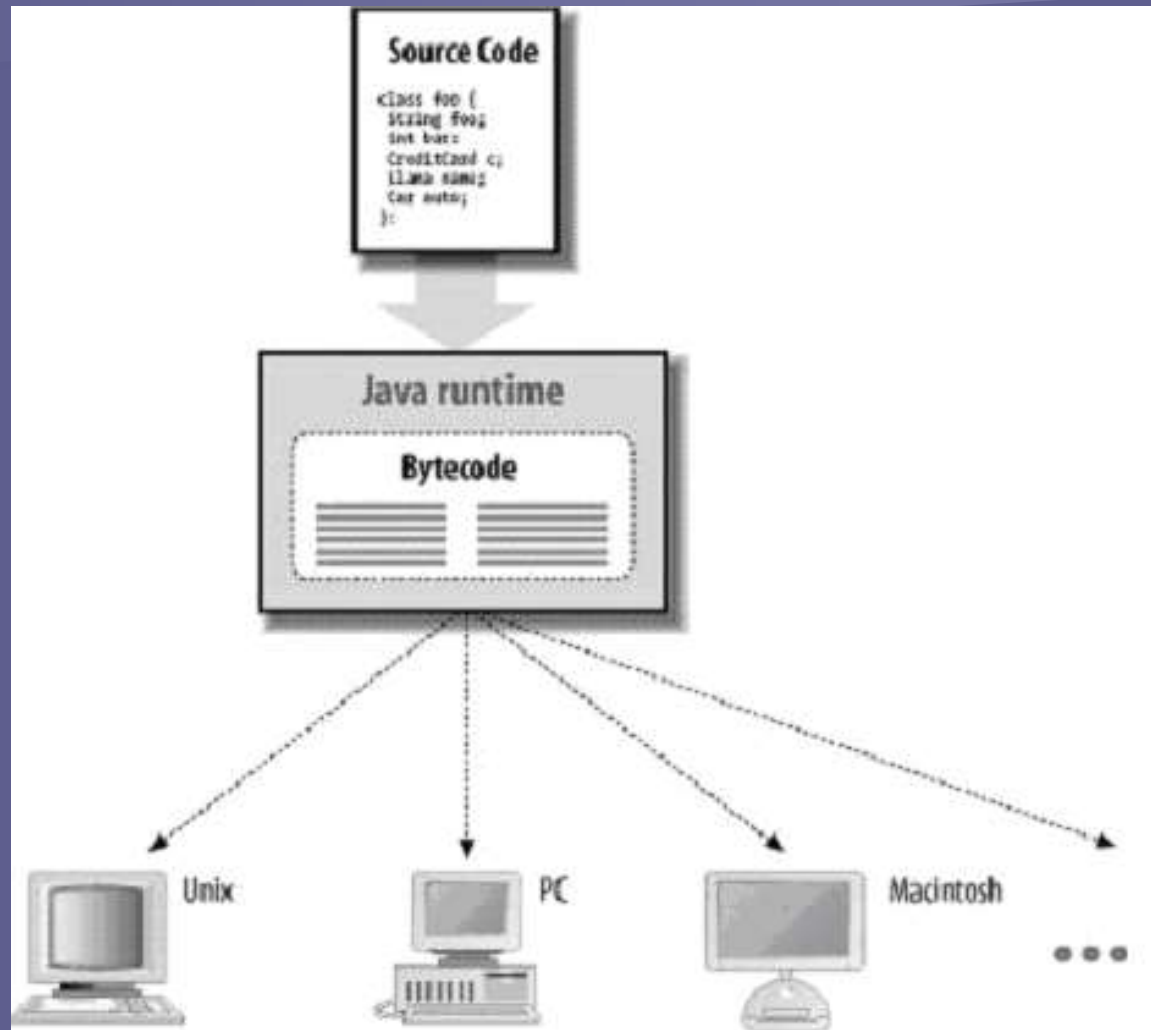 Source Code
class foo {
String foo;
int bar;
CreditCard c;
Llama name;
Car auto;
}:
Java runtime
Bytecode
Unix
PC
Macintosh